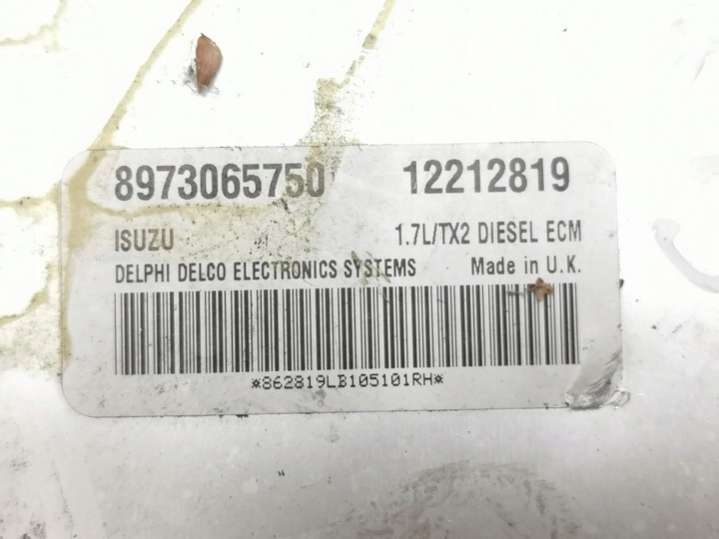 8973065750 12212819
ISUZU 1.7L/TX2 DIESEL ECM
DELPHI DELCO ELECTRONICS SYSTEMS Made in U.K.
*862819LB105101RH*